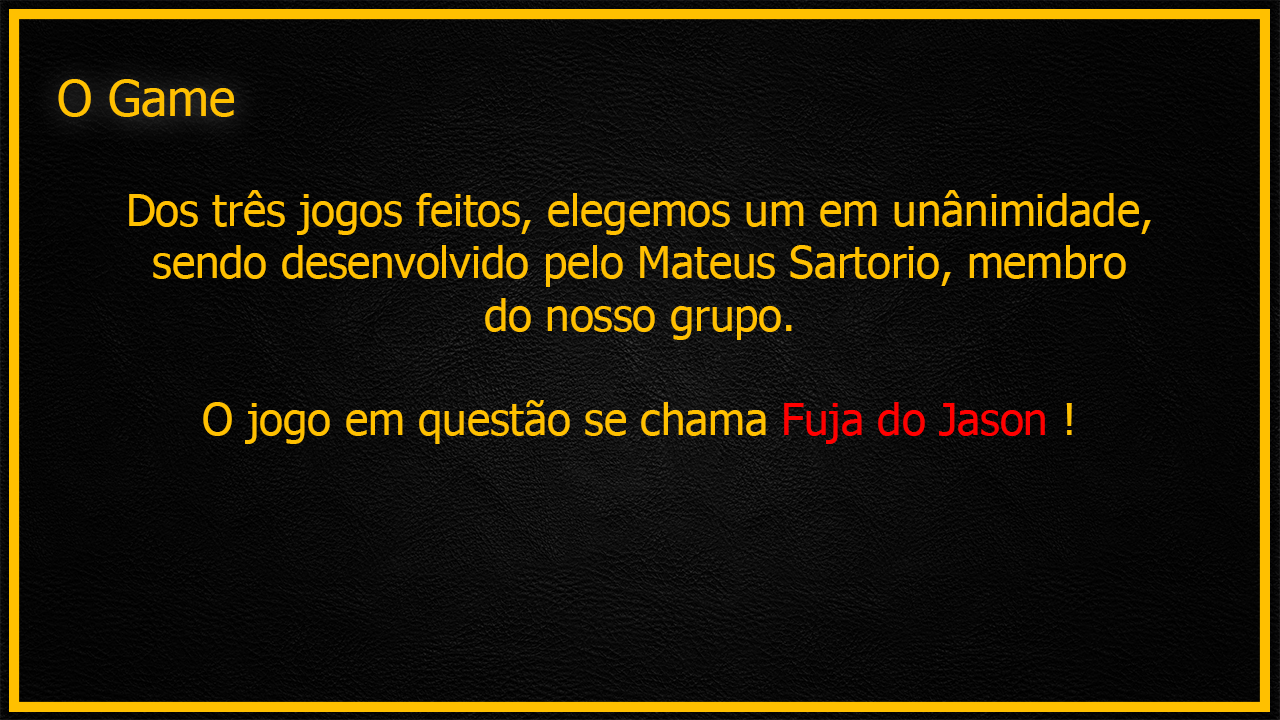 O Game
Dos três jogos feitos, elegemos um em unânimidade,
sendo desenvolvido pelo Mateus Sartorio, membro
do nosso grupo.
O jogo em questão se chama Fuja do Jason !